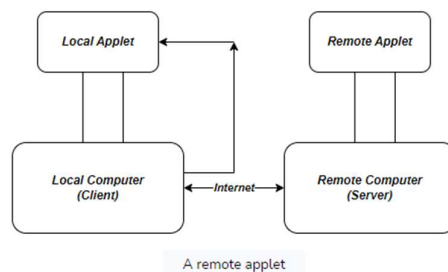 Local Applet
Remote Applet
Local Computer
(Client)
Internet
Remote Computer
(Server)
A remote applet